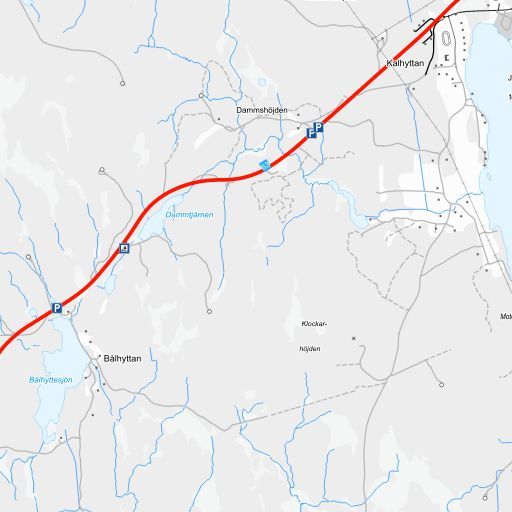 Kalhyttan
Dammshöjden
Dammtjärnen
Klockar-
höjden
Bålhyttan
Bålhyttesjön
P
P
P